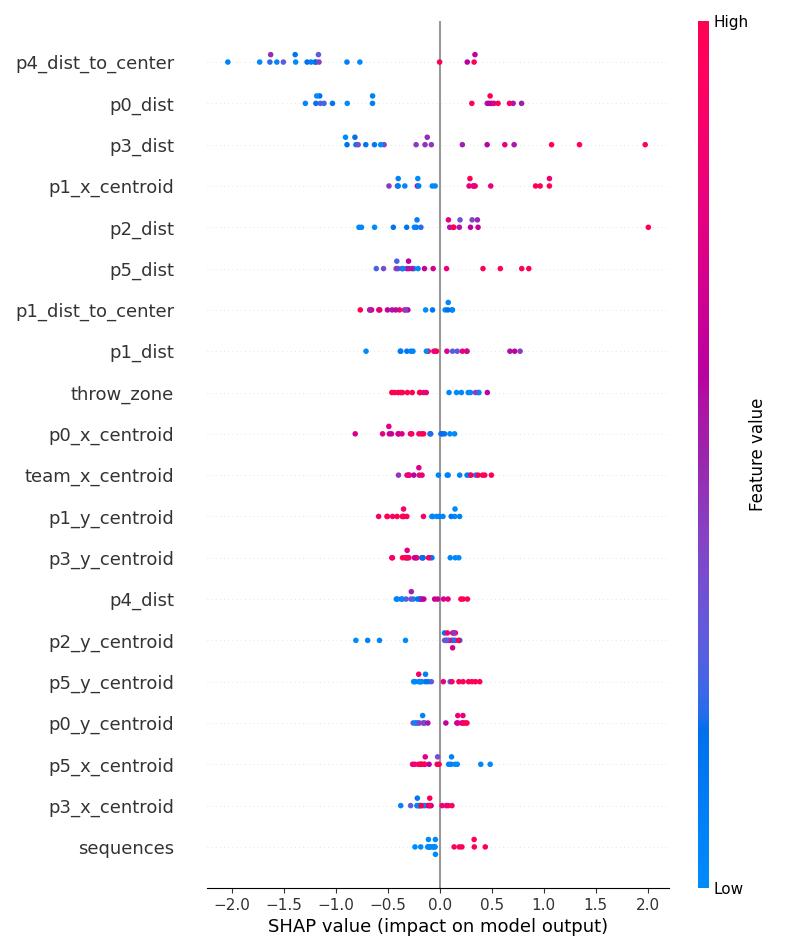 High
p4_dist_to_center
p0_dist
p3_dist
p1_x_centroid
p2_dist
p5_dist
p1_dist_to_center
p1_dist
throw_zone
p0_x_centroid
team_x_centroid
p1_y_centroid
p3_y_centroid
p4_dist
p2_y_centroid
p5_y_centroid
p0_y_centroid
p5_x_centroid
p3_x_centroid
sequences
Feature value
Low
−2.0 −1.5 −1.0 −0.5 0.0 0.5 1.0 1.5 2.0
SHAP value (impact on model output)